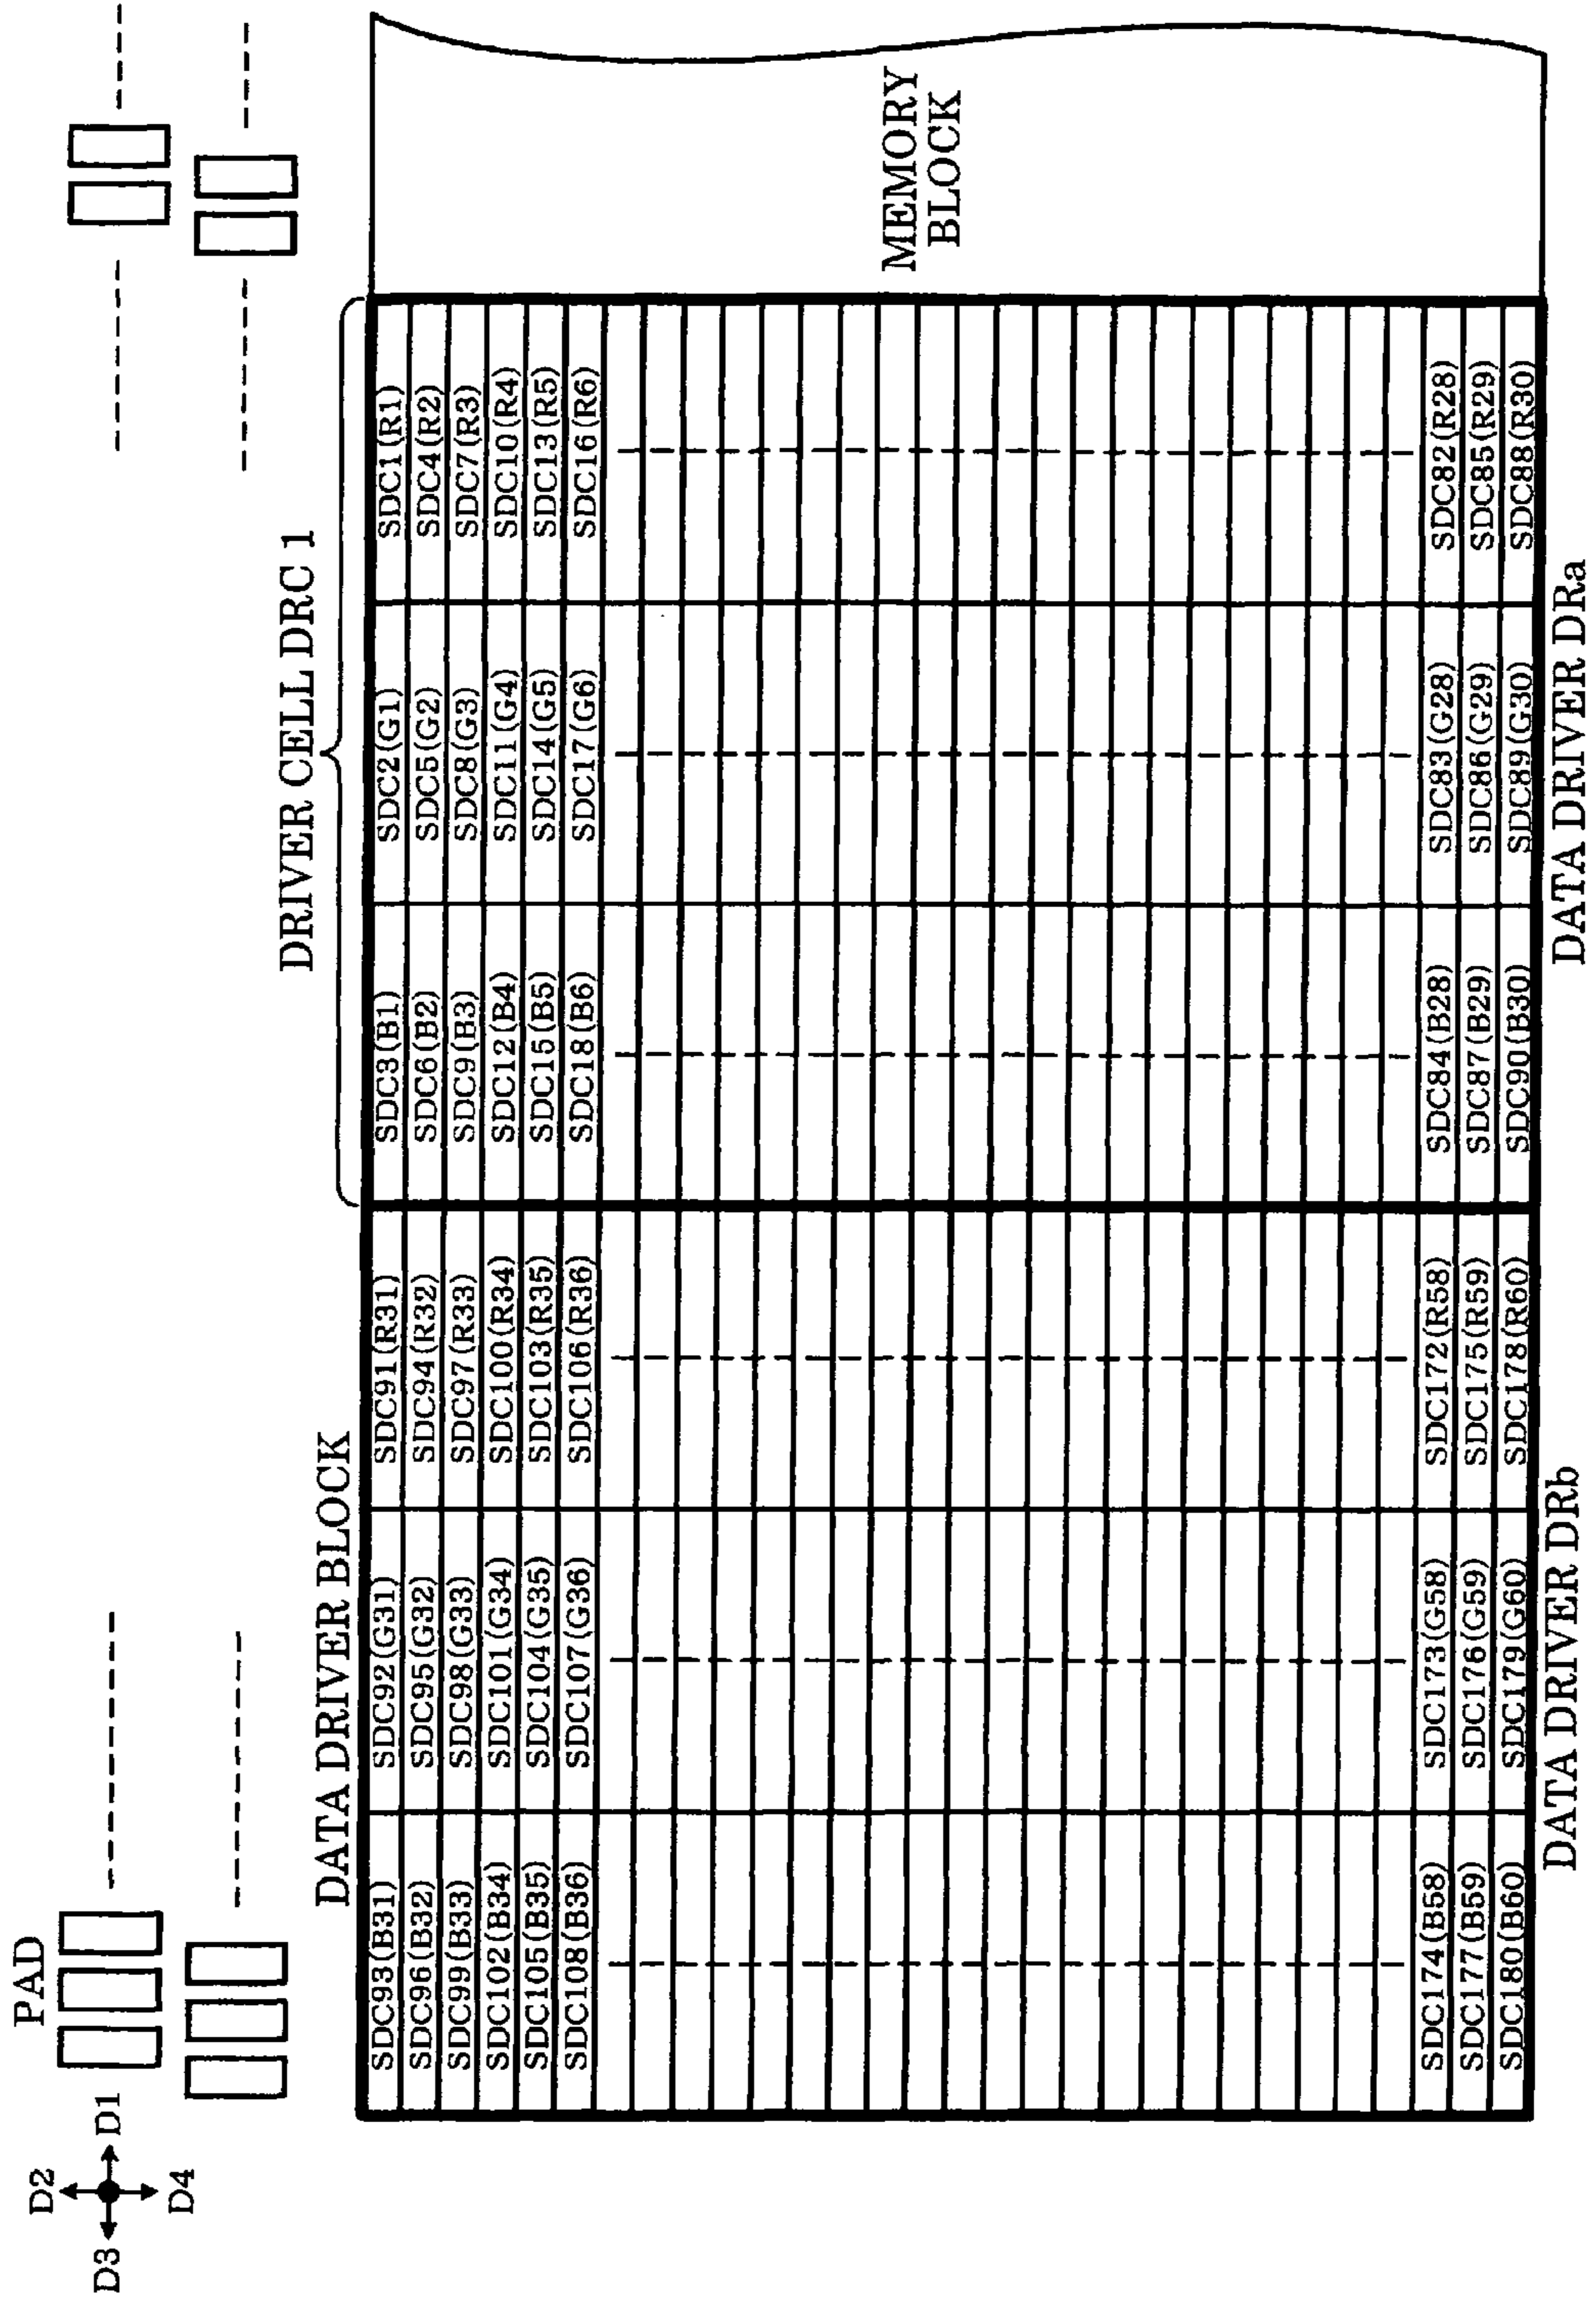 D2
D3 D1
D4
PAD
DATA DRIVER BLOCK
DRIVER CELL DRC 1
SDC93(B31) SDC92(G31) SDC91(R31) SDC3(B1) SDC2(G1) SDC1(R1)
SDC96(B32) SDC95(G32) SDC94(R32) SDC6(B2) SDC5(G2) SDC4(R2)
SDC99(B33) SDC98(G33) SDC97(R33) SDC9(B3) SDC8(G3) SDC7(R3)
SDC102(B34) SDC101(G34) SDC100(R34) SDC12(B4) SDC11(G4) SDC10(R4)
SDC105(B35) SDC104(G35) SDC103(R35) SDC15(B5) SDC14(G5) SDC13(R5)
SDC108(B36) SDC107(G36) SDC106(R36) SDC18(B6) SDC17(G6) SDC16(R6)
SDC174(B58) SDC173(G58) SDC172(R58) SDC84(B28) SDC83(G28) SDC82(R28)
SDC177(B59) SDC176(G59) SDC175(R59) SDC87(B29) SDC86(G29) SDC85(R29)
SDC180(B60) SDC179(G60) SDC178(R60) SDC90(B30) SDC89(G30) SDC88(R30)
MEMORY
BLOCK
DATA DRIVER DRb
DATA DRIVER DRa